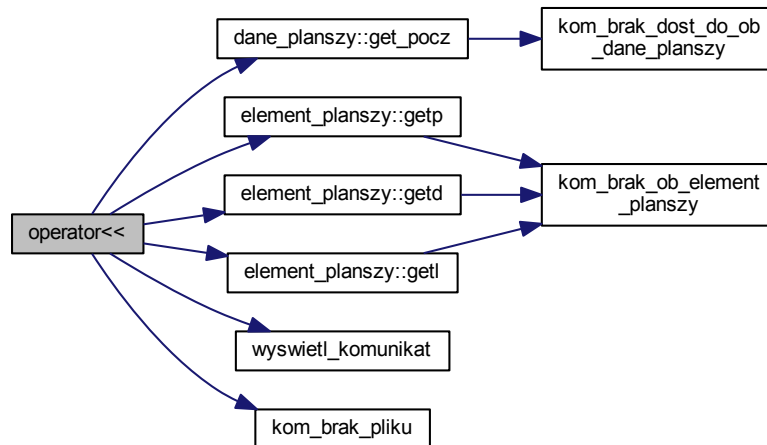 dane_planszy::get_pocz
kom_brak_dost_do_ob
_dane_planszy
element_planszy::getp
element_planszy::getd
kom_brak_ob_element
_planszy
operator<<
element_planszy::getl
wyswietl_komunikat
kom_brak_pliku